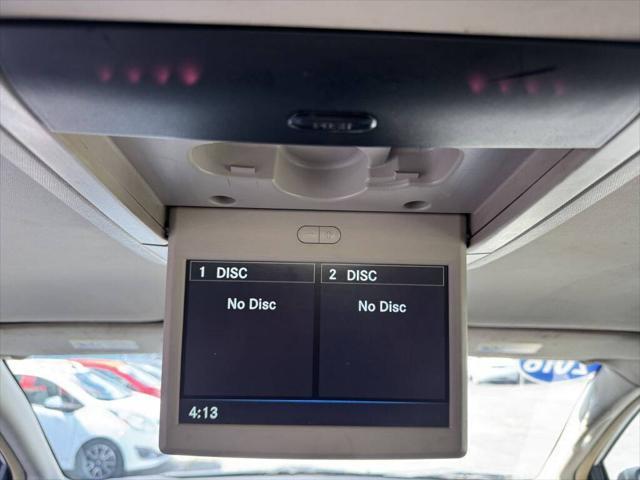 1 DISC
2 DISC
No Disc
No Disc
4:13